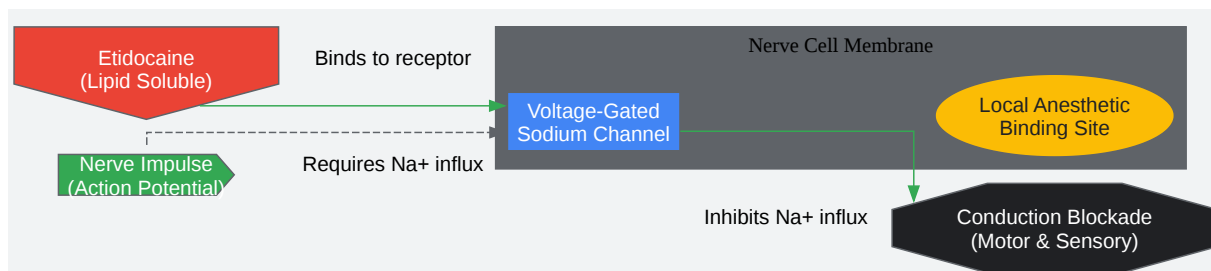 Etidocaine
(Lipid Soluble)
Binds to receptor
Nerve Cell Membrane
Voltage-Gated
Sodium Channel
Local Anesthetic
Binding Site
Nerve Impulse
(Action Potential)
Requires Na+ influx
Inhibits Na+ influx
Conduction Blockade
(Motor & Sensory)